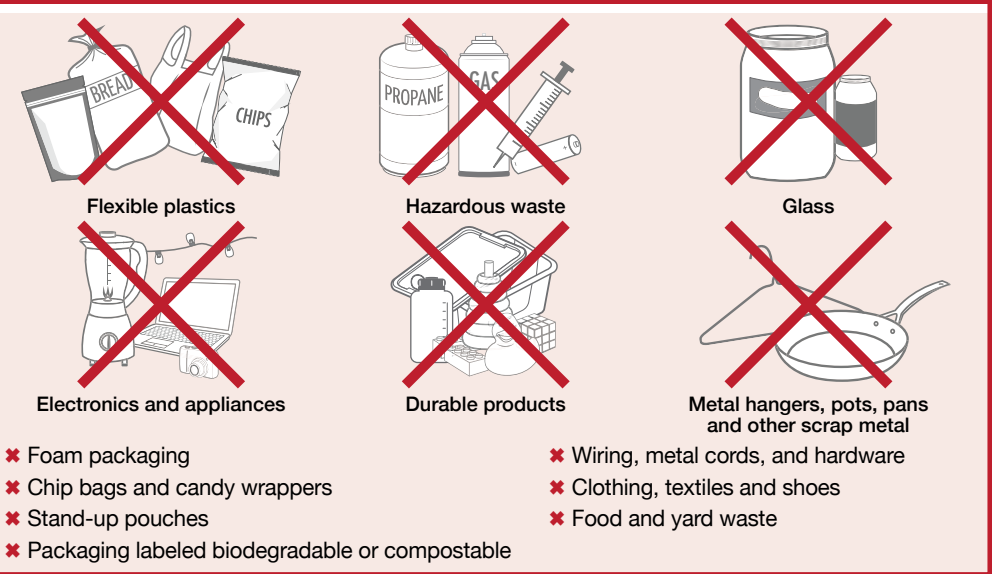 BREAD
CHIPS
PROPANE
GAS
Flexible plastics
Hazardous waste
Glass
Electronics and appliances
Durable products
Metal hangers, pots, pans
and other scrap metal
✖ Foam packaging
✖ Chip bags and candy wrappers
✖ Stand-up pouches
✖ Packaging labeled biodegradable or compostable
✖ Wiring, metal cords, and hardware
✖ Clothing, textiles and shoes
✖ Food and yard waste